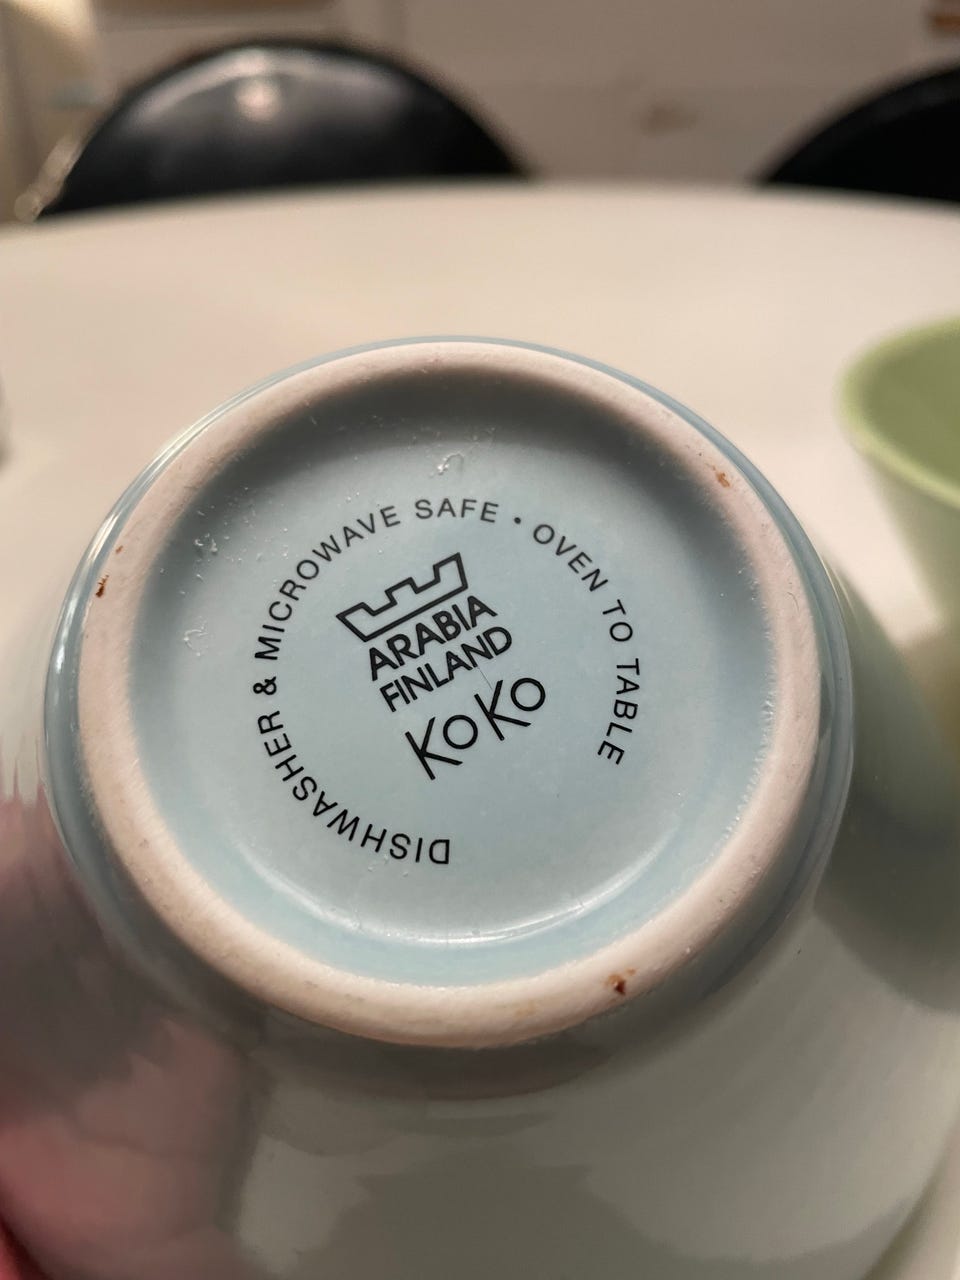 DISHWASHER & MICROWAVE SAFE • OVEN TO TABLE
ARABIA
FINLAND
KoKo